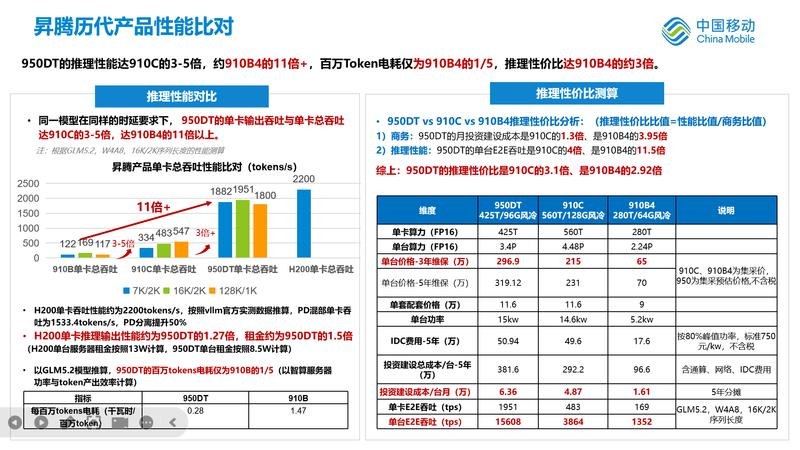 昇腾历代产品性能比对
中国移动
China Mobile
950DT的推理性能达910C的3-5倍，约910B4的11倍+，百万Token电耗仅为910B4的1/5，推理性价比达910B4的约3倍。
推理性能对比
• 同一模型在同样的时延要求下，950DT的单卡输出吞吐与单卡总吞吐
达910C的3-5倍，达910B4的11倍以上。
注：根据GLM5.2，W4A8，16K/2K序列长度的性能测算
昇腾产品单卡总吞吐性能比对（tokens/s）
2500
2000
1500
1000
500
0
122 169 117
334 483 547
1882 1951 1800
2200
11倍+
3-5倍
3倍+
910B单卡总吞吐 910C单卡总吞吐 950DT单卡总吞吐 H200单卡总吞吐
7K/2K 16K/2K 128K/1K
• H200单卡吞吐性能约为2200tokens/s，按照vllm官方实测数据推算，PD混部单卡吞
吐为1533.4tokens/s，PD分离提升50%
• H200单卡推理输出性能约为950DT的1.27倍，租金约为950DT的1.5倍
（H200单台服务器租金按照13W计算，950DT单台租金按照8.5W计算）
• 以GLM5.2模型推算，950DT的百万tokens电耗仅为910B的1/5（以智算服务器
功率与token产出效率计算）
指标 950DT 910B
每百万tokens电耗（千瓦时/
百万token） 0.28 1.47
推理性价比测算
• 950DT vs 910C vs 910B4推理性价比分析：（推理性价比比值=性能比值/商务比值）
1）商务：950DT的月投资建设成本是910C的1.3倍、是910B4的3.95倍
2）推理性能：950DT的单台E2E吞吐是910C的4倍、是910B4的11.5倍
综上：950DT的推理性价比是910C的3.1倍、是910B4的2.92倍
维度 950DT 425T/96G风冷 910C 560T/128G风冷 910B4 280T/64G风冷 说明
单卡算力（FP16） 425T 560T 280T
单台算力（FP16） 3.4P 4.48P 2.24P
单台价格-3年维保（万） 296.9 215 65
910C、910B4为集采价，
950为集采预估价格,不含税
单台价格-5年维保（万） 319.12 231 70
单套配套价格（万） 11.6 11.6 9
单台功率 15kw 14.6kw 5.2kw
IDC费用-5年（万） 50.94 49.6 17.6 按80%峰值功率，标准750
元/kw，不含税
投资建设总成本/台-5年
（万） 381.6 292.2 96.6 含通算、网络、IDC费用
投资建设成本/台月（万） 6.36 4.87 1.61 5年分摊
单卡E2E吞吐（tps） 1951 483 169 GLM5.2，W4A8，16K/2K
序列长度
单台E2E吞吐（tps） 15608 3864 1352